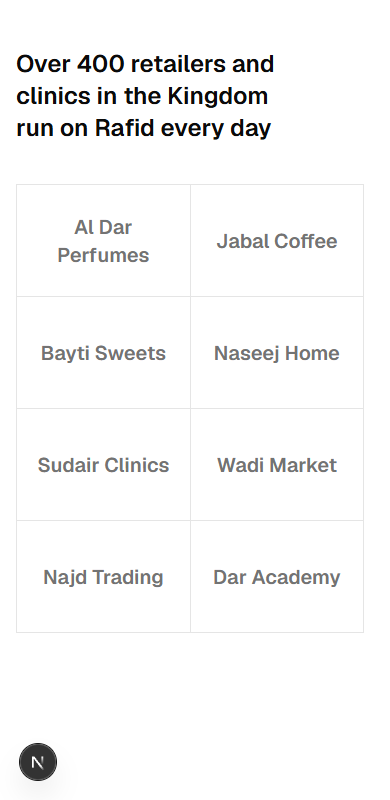 Over 400 retailers and
clinics in the Kingdom
run on Rafid every day
Al Dar
Perfumes
Jabal Coffee
Bayti Sweets
Naseej Home
Sudair Clinics
Wadi Market
Najd Trading
Dar Academy
N